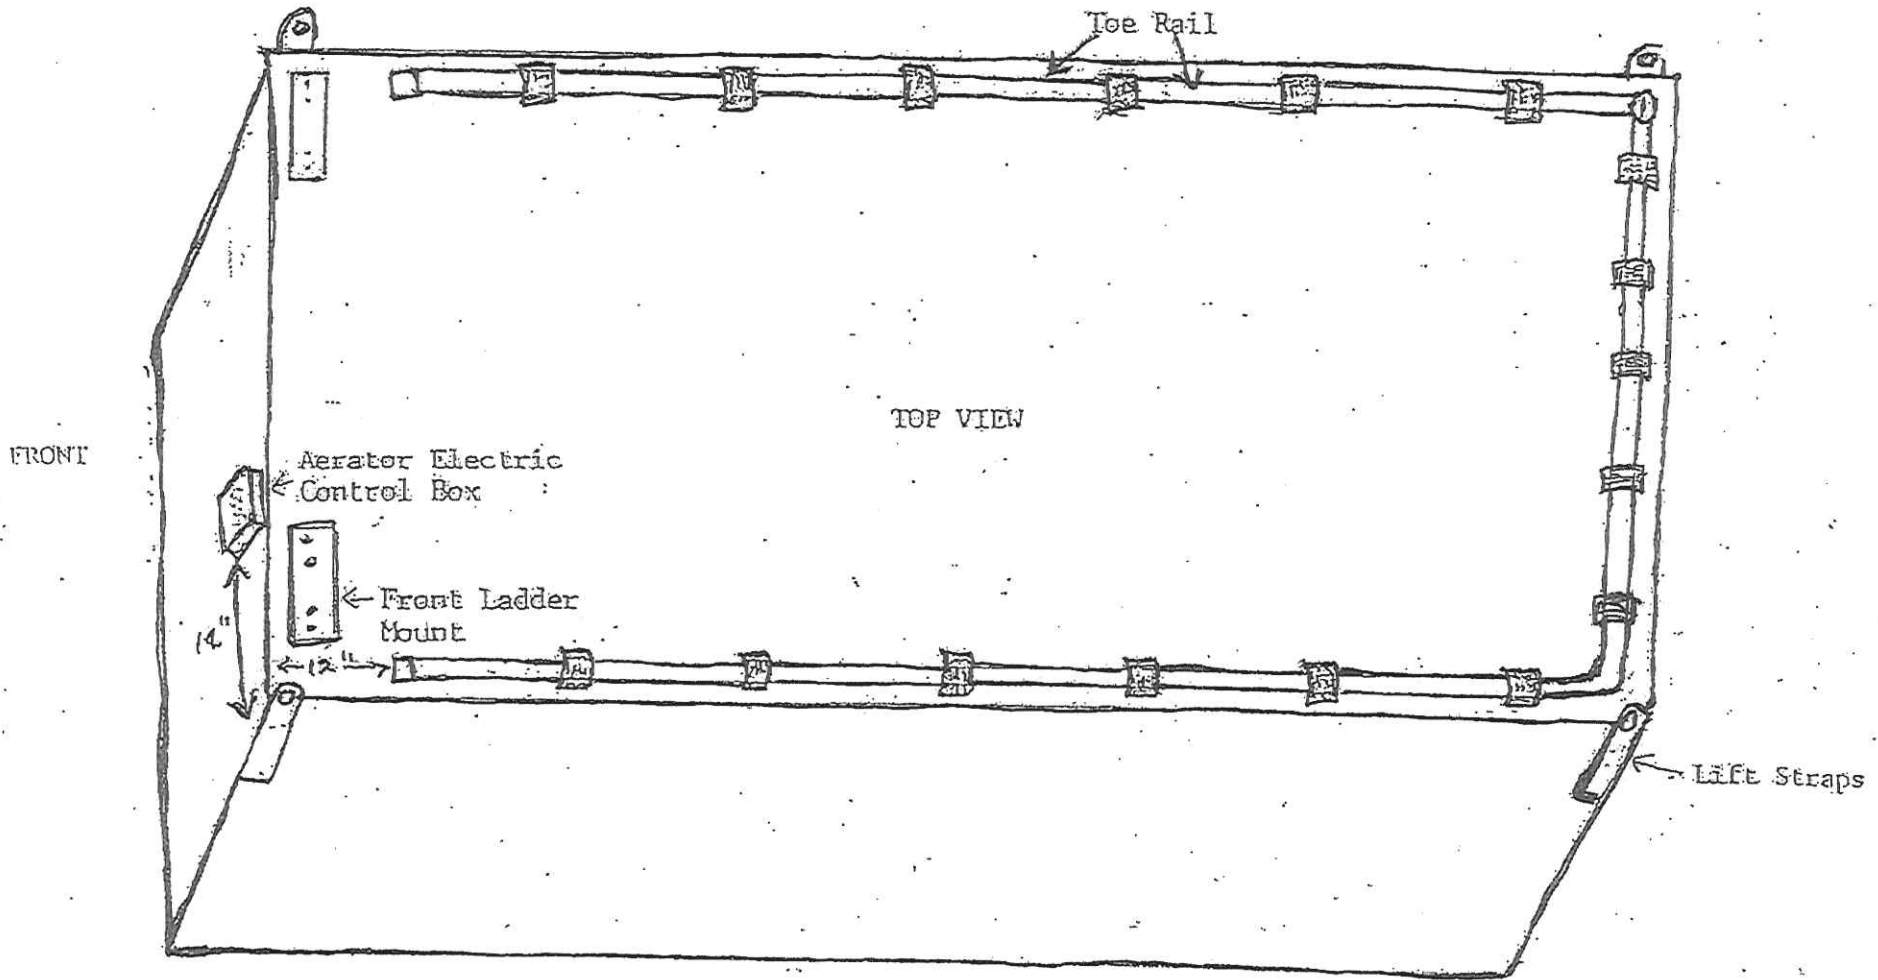 Toe Rail
TOP VIEW
FRONT
Aerator Electric
Control Box
Front Ladder
Mount
14"
12"
Lift Straps